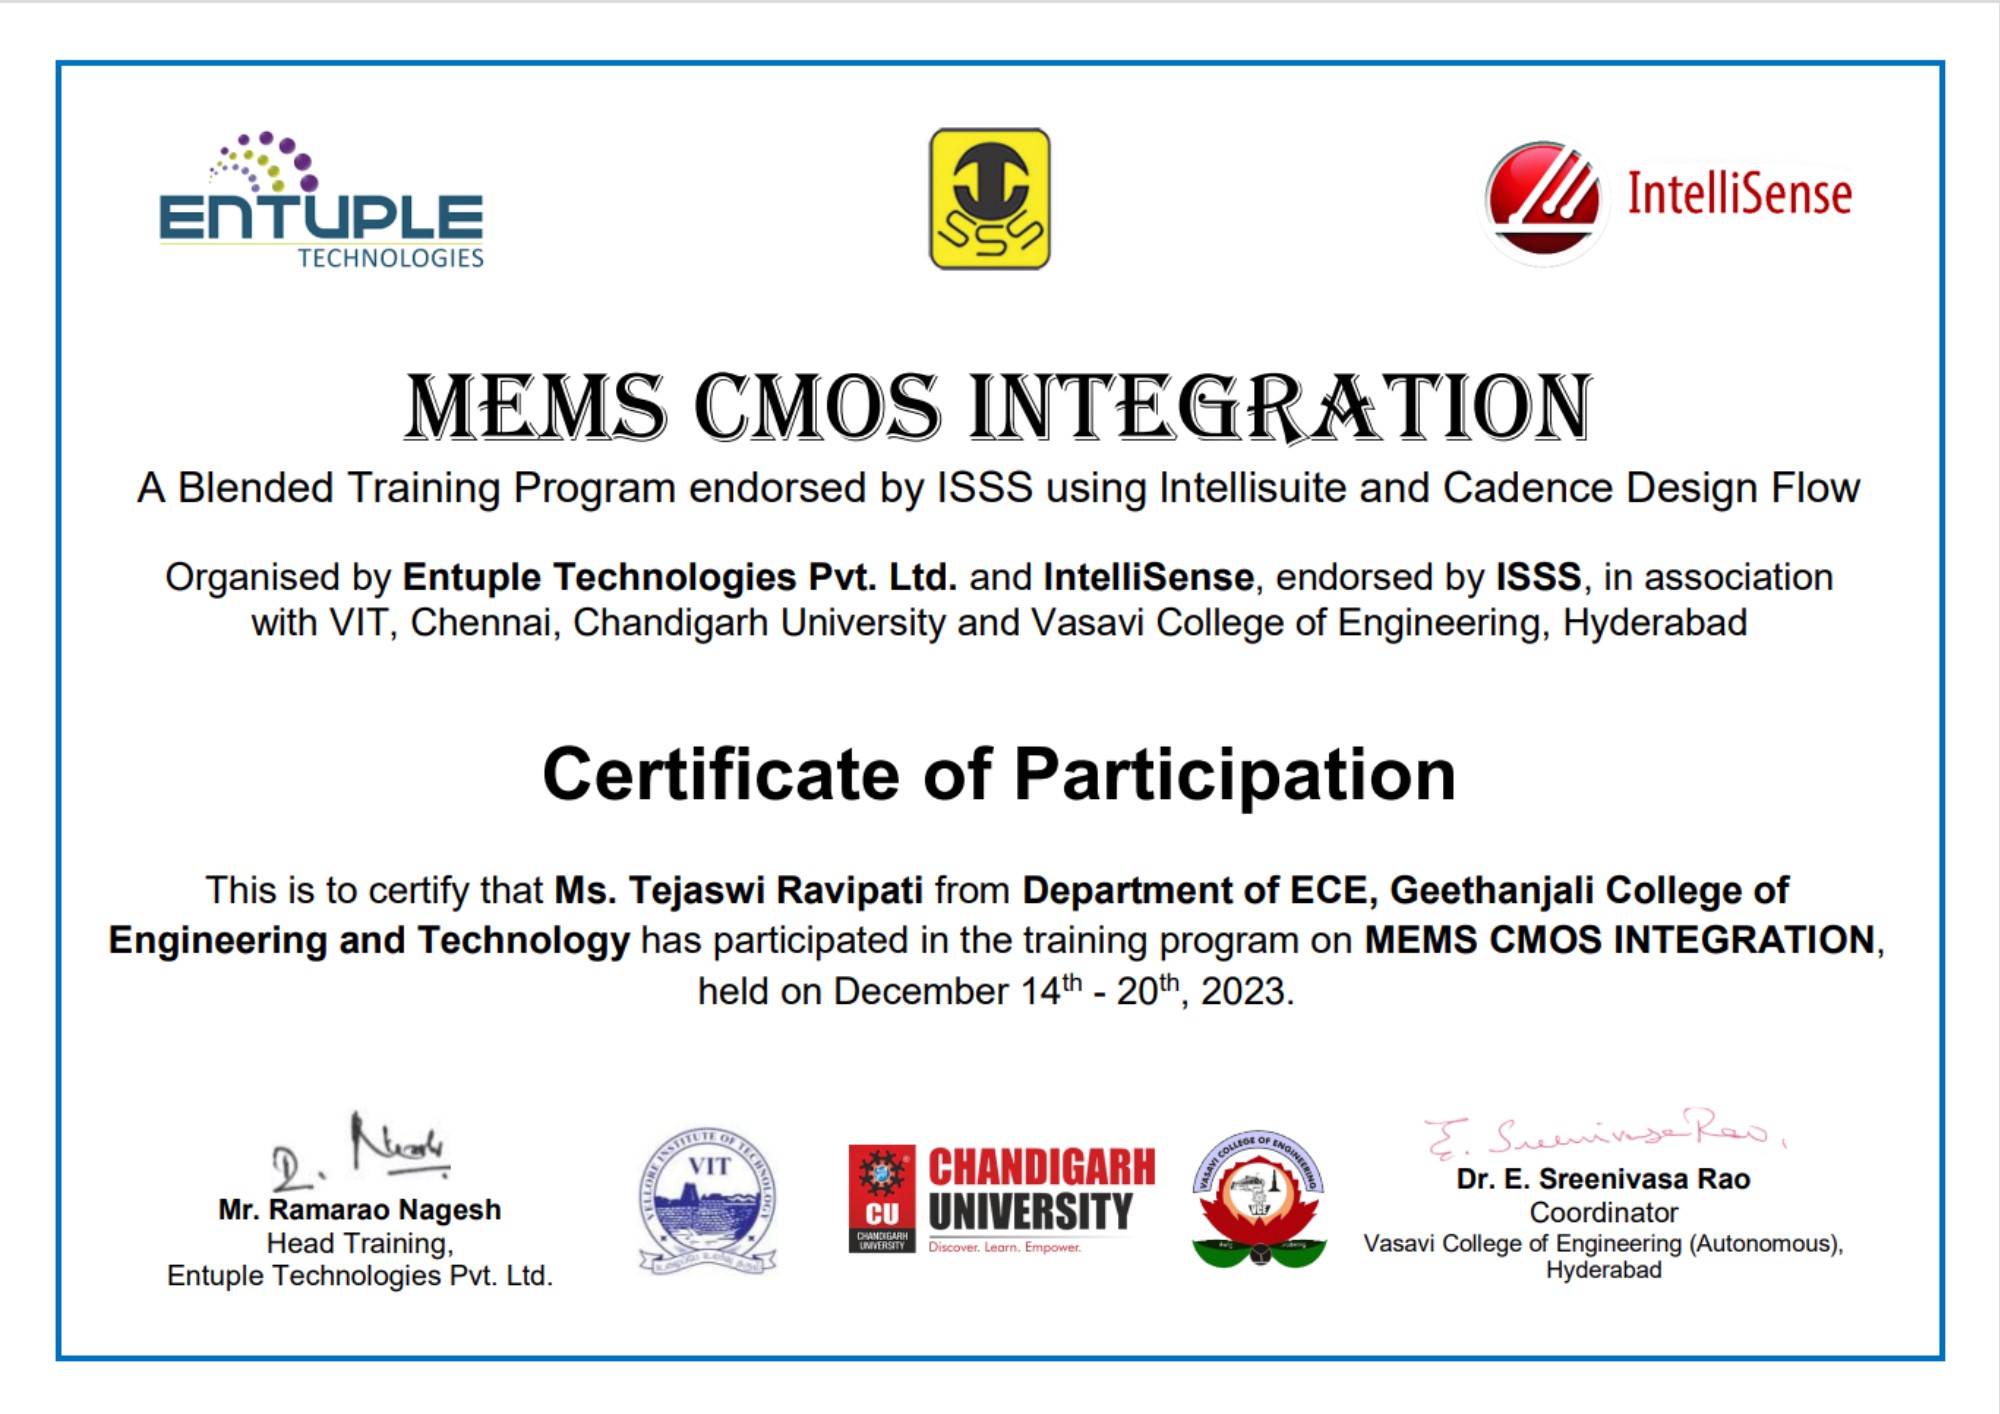 ENTUPLE
TECHNOLOGIES
ISSS
IntelliSense
MEMS CMOS INTEGRATION
A Blended Training Program endorsed by ISSS using Intellisuite and Cadence Design Flow
Organised by Entuple Technologies Pvt. Ltd. and IntelliSense, endorsed by ISSS, in association
with VIT, Chennai, Chandigarh University and Vasavi College of Engineering, Hyderabad
Certificate of Participation
This is to certify that Ms. Tejaswi Ravipati from Department of ECE, Geethanjali College of
Engineering and Technology has participated in the training program on MEMS CMOS INTEGRATION,
held on December 14th - 20th, 2023.
Mr. Ramarao Nagesh
Head Training,
Entuple Technologies Pvt. Ltd.
VELLORE INSTITUTE OF TECHNOLOGY
VIT
CU
CHANDIGARH
UNIVERSITY
CHANDIGARH
UNIVERSITY
Discover. Learn. Empower.
VASAVI COLLEGE OF ENGINEERING
VCE
E. Sreenivasa Rao.
Dr. E. Sreenivasa Rao
Coordinator
Vasavi College of Engineering (Autonomous),
Hyderabad